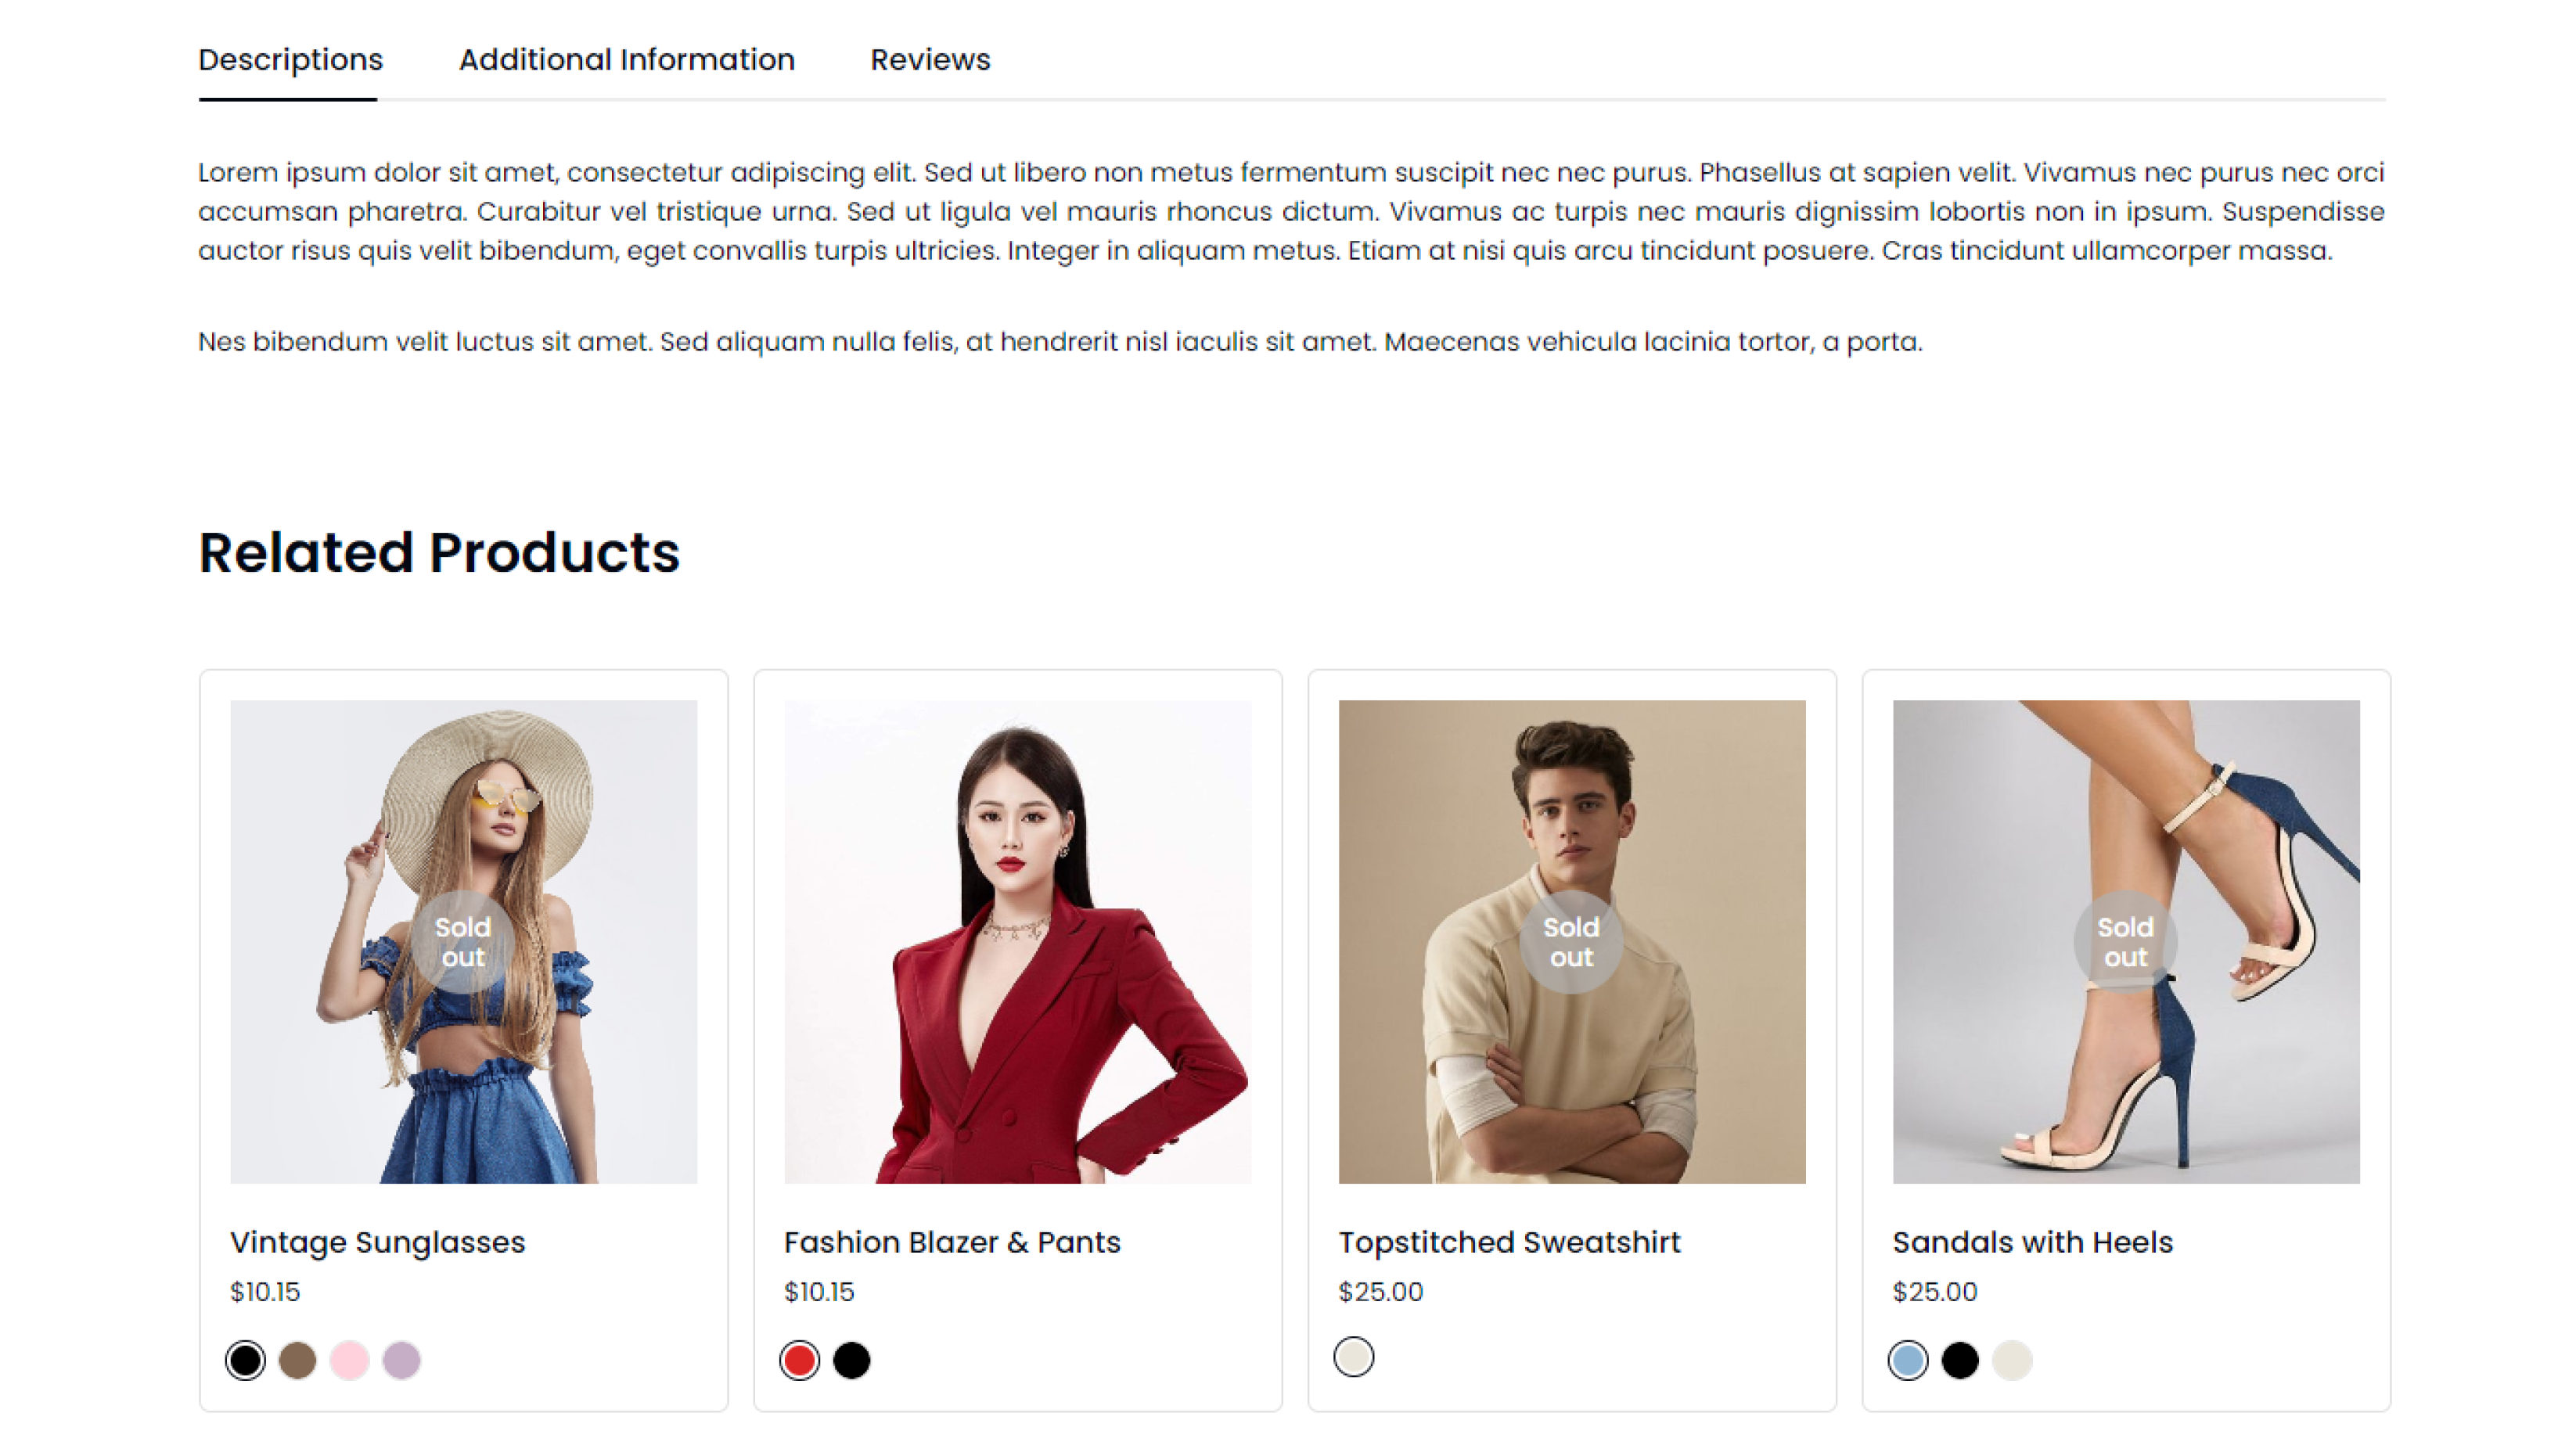 Descriptions Additional Information Reviews
Lorem ipsum dolor sit amet, consectetur adipiscing elit. Sed ut libero non metus fermentum suscipit nec nec purus. Phasellus at sapien velit. Vivamus nec purus nec orci
accumsan pharetra. Curabitur vel tristique urna. Sed ut ligula vel mauris rhoncus dictum. Vivamus ac turpis nec mauris dignissim lobortis non in ipsum. Suspendisse
auctor risus quis velit bibendum, eget convallis turpis ultricies. Integer in aliquam metus. Etiam at nisi quis arcu tincidunt posuere. Cras tincidunt ullamcorper massa.
Nes bibendum velit luctus sit amet. Sed aliquam nulla felis, at hendrerit nisl iaculis sit amet. Maecenas vehicula lacinia tortor, a porta.
Related Products
Sold
out
Vintage Sunglasses
$10.15
Fashion Blazer & Pants
$10.15
Sold
out
Topstitched Sweatshirt
$25.00
Sold
out
Sandals with Heels
$25.00